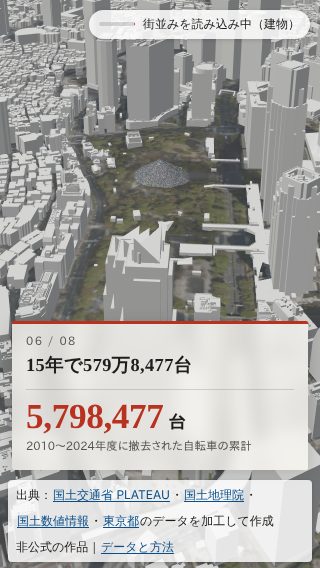 街並みを読み込み中（建物）
06 / 08
15年で579万8,477台
5,798,477 台
2010〜2024年度に撤去された自転車の累計
出典：国土交通省 PLATEAU・国土地理院・
国土数値情報・東京都のデータを加工して作成
非公式の作品｜データと方法